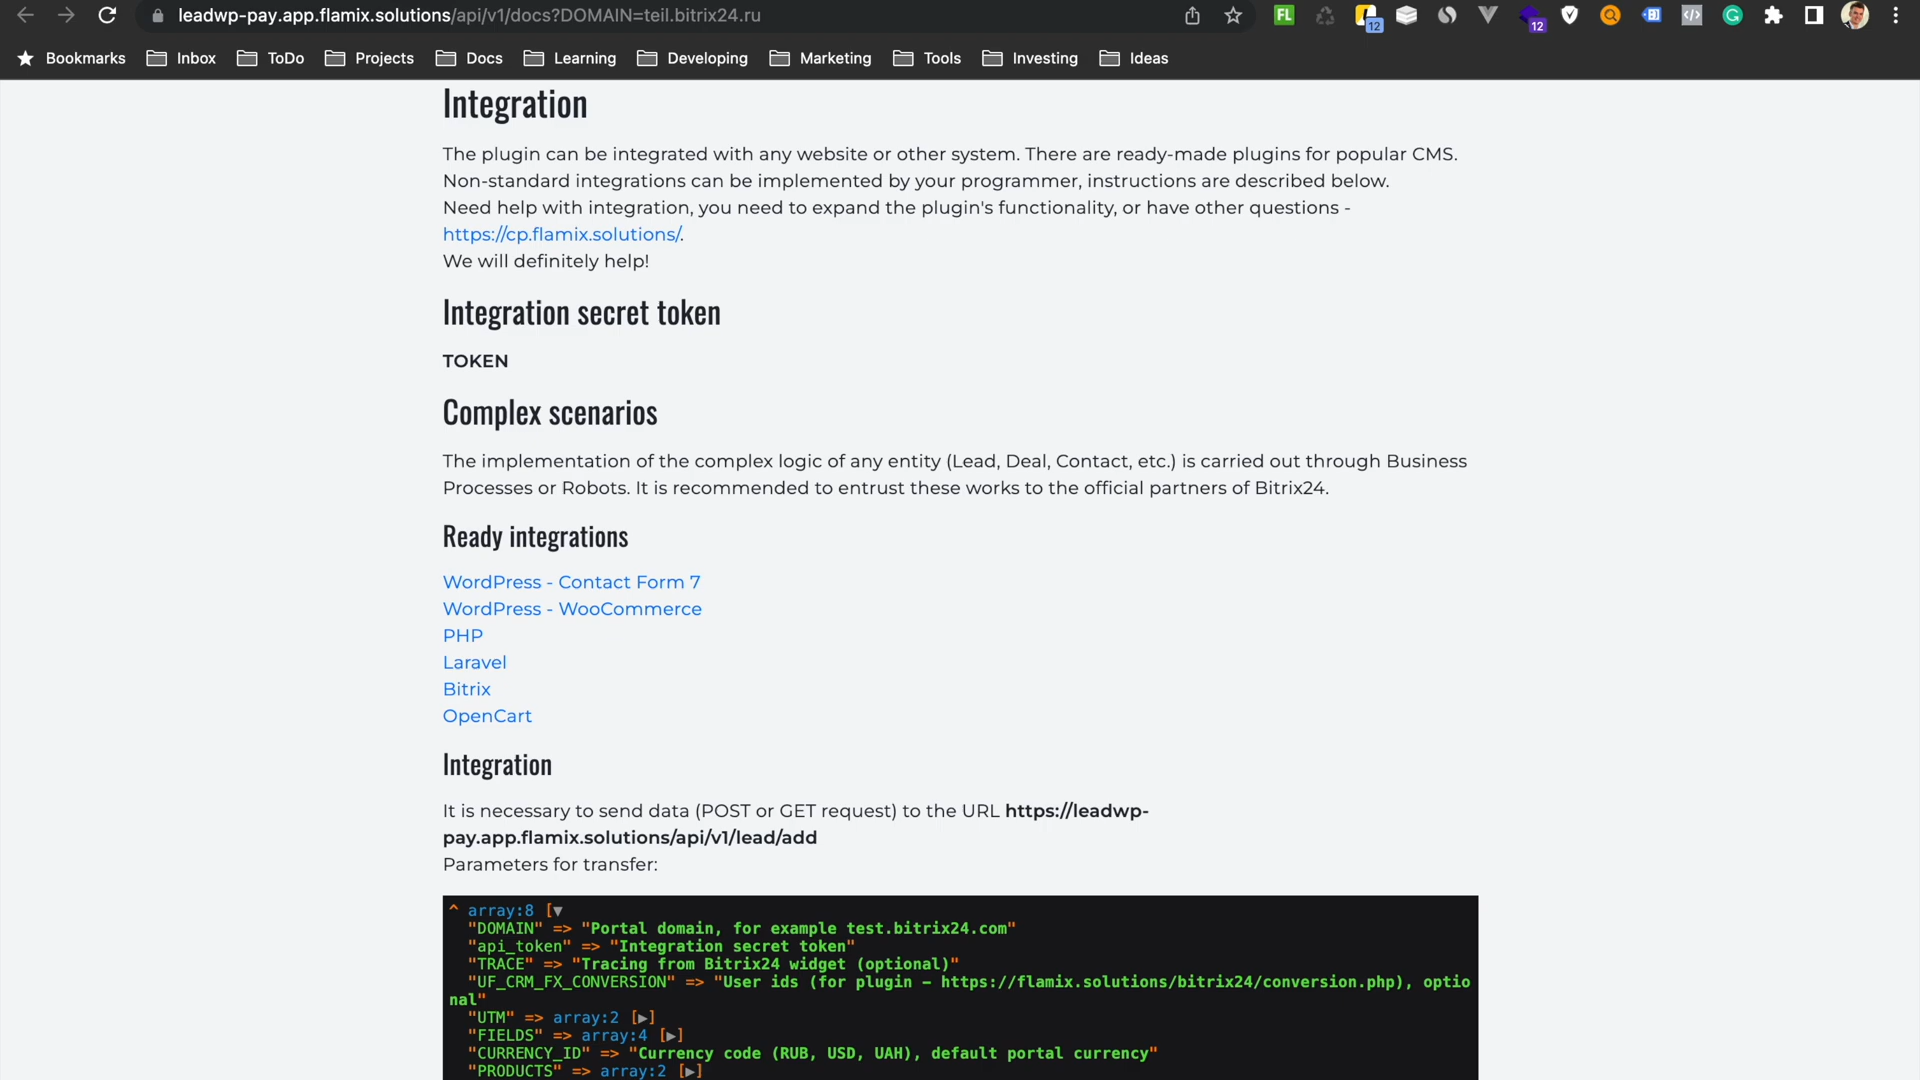 leadwp-pay.app.flamix.solutions/api/v1/docs?DOMAIN=teil.bitrix24.ru
FL
12
12
Bookmarks Inbox ToDo Projects Docs Learning Developing Marketing Tools Investing Ideas
Integration
The plugin can be integrated with any website or other system. There are ready-made plugins for popular CMS.
Non-standard integrations can be implemented by your programmer, instructions are described below.
Need help with integration, you need to expand the plugin's functionality, or have other questions -
https://cp.flamix.solutions/.
We will definitely help!
Integration secret token
TOKEN
Complex scenarios
The implementation of the complex logic of any entity (Lead, Deal, Contact, etc.) is carried out through Business
Processes or Robots. It is recommended to entrust these works to the official partners of Bitrix24.
Ready integrations
WordPress - Contact Form 7
WordPress - WooCommerce
PHP
Laravel
Bitrix
OpenCart
Integration
It is necessary to send data (POST or GET request) to the URL https://leadwp-
pay.app.flamix.solutions/api/v1/lead/add
Parameters for transfer:
^ array:8 [▼
"DOMAIN" => "Portal domain, for example test.bitrix24.com"
"api_token" => "Integration secret token"
"TRACE" => "Tracing from Bitrix24 widget (optional)"
"UF_CRM_FX_CONVERSION" => "User ids (for plugin – https://flamix.solutions/bitrix24/conversion.php), optio
nal"
"UTM" => array:2 [▶]
"FIELDS" => array:4 [▶]
"CURRENCY_ID" => "Currency code (RUB, USD, UAH), default portal currency"
"PRODUCTS" => array:2 [▶]